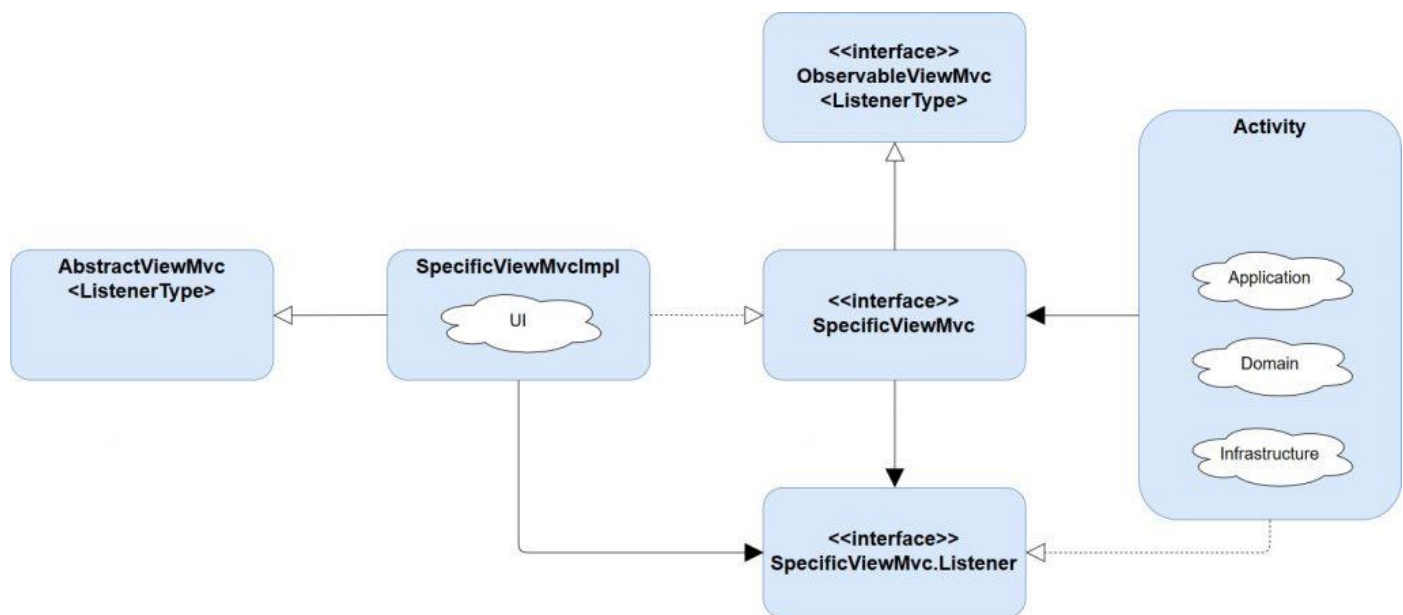 <<interface>>
ObservableViewMvc
<ListenerType>
Activity
AbstractViewMvc
<ListenerType>
SpecificViewMvcImpl
UI
<<interface>>
SpecificViewMvc
Application
Domain
Infrastructure
<<interface>>
SpecificViewMvc.Listener